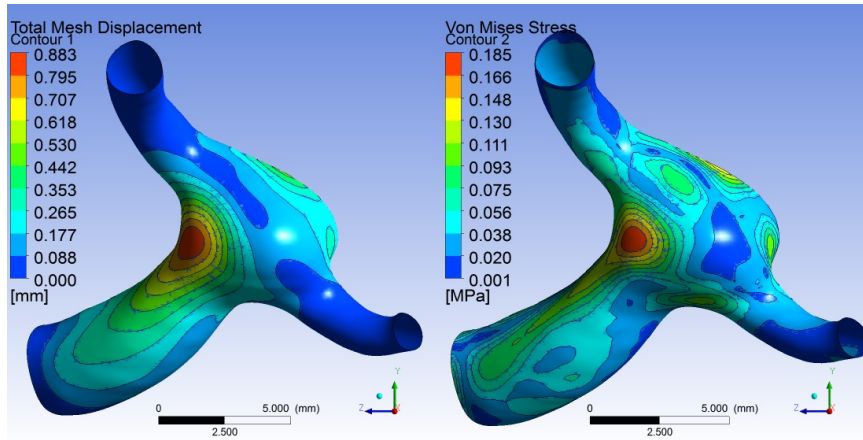 Total Mesh Displacement
Contour 1
0.883
0.795
0.707
0.618
0.530
0.442
0.353
0.265
0.177
0.088
0.000
[mm]
0 5.000 (mm)
2.500
Y
Z
X
Von Mises Stress
Contour 2
0.185
0.166
0.148
0.130
0.111
0.093
0.075
0.056
0.038
0.020
0.001
[MPa]
0 5.000 (mm)
2.500
Y
Z
X